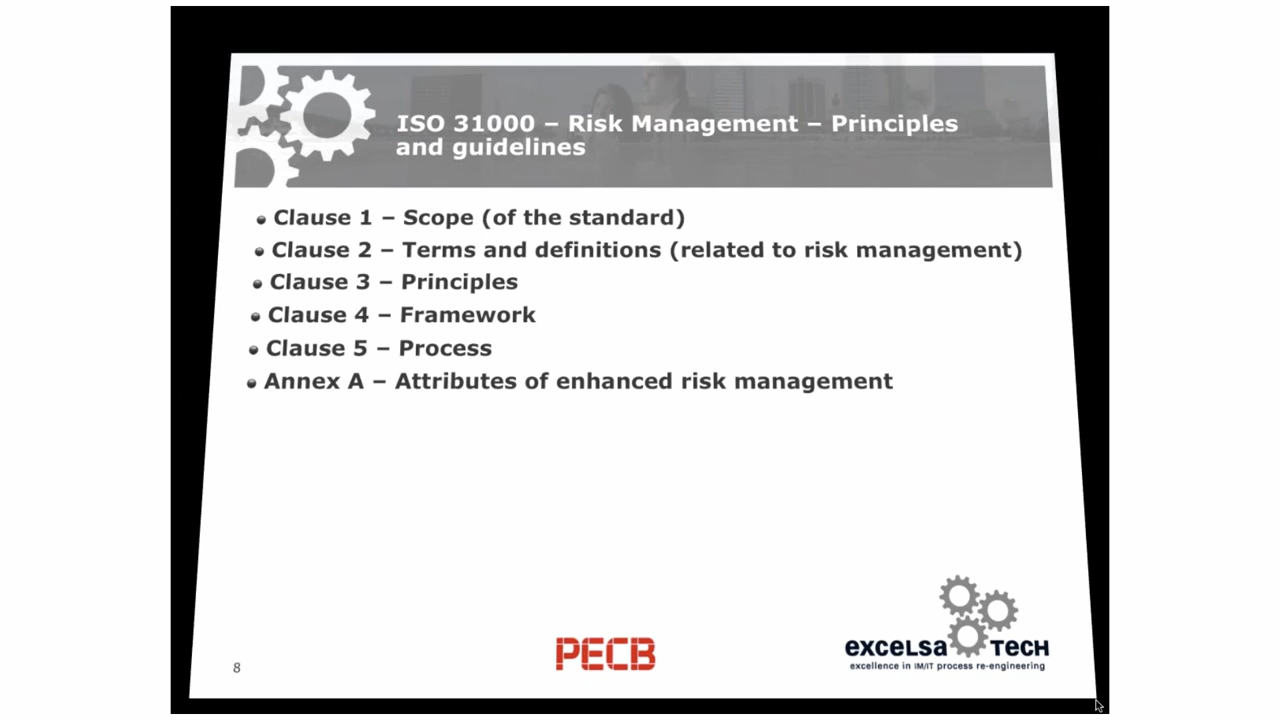 ISO 31000 – Risk Management – Principles
and guidelines
Clause 1 – Scope (of the standard)
Clause 2 – Terms and definitions (related to risk management)
Clause 3 – Principles
Clause 4 – Framework
Clause 5 – Process
Annex A – Attributes of enhanced risk management
8
PECB
excelsa TECH
excellence in IM/IT process re-engineering